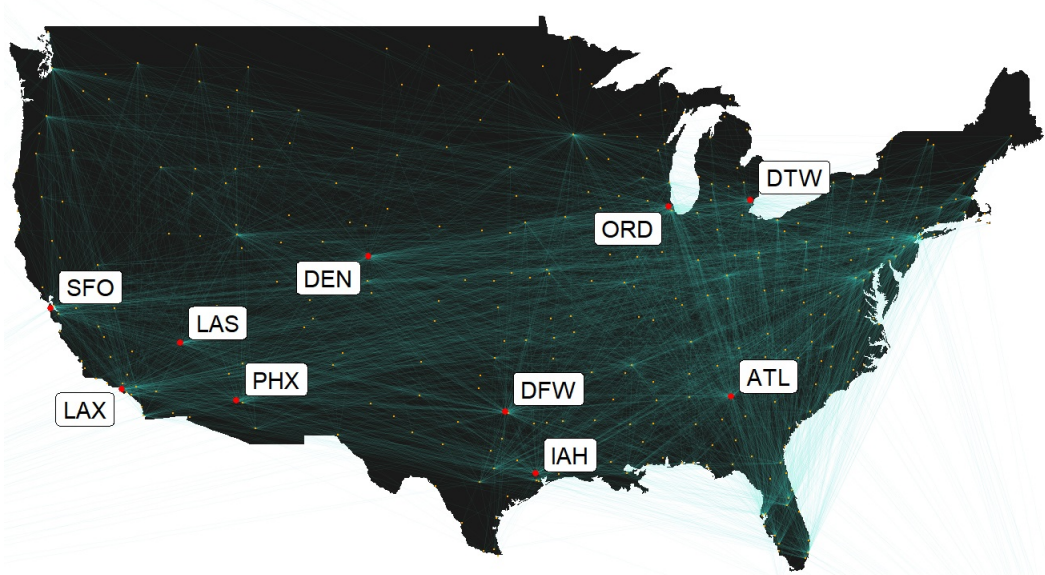 DTW
ORD
DEN
SFO
LAS
PHX
DFW
ATL
LAX
IAH